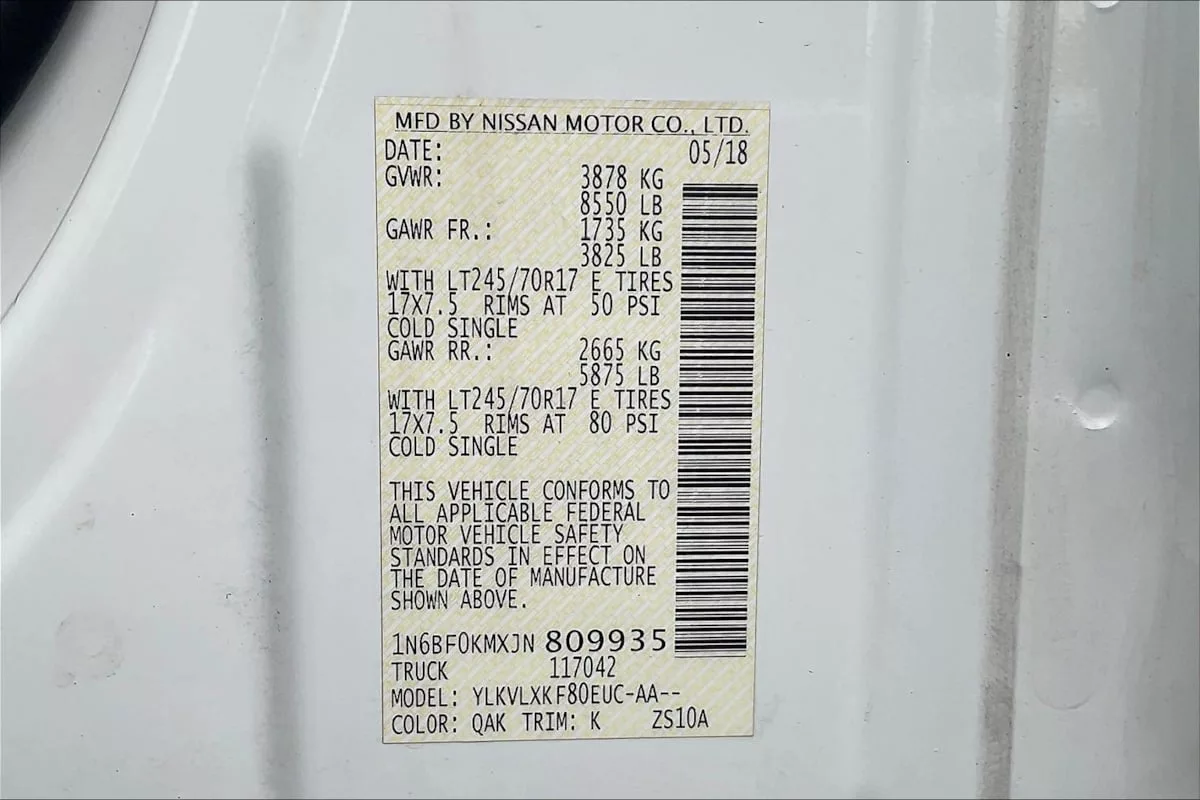 MFD BY NISSAN MOTOR CO., LTD.
DATE: 05/18
GVWR: 3878 KG
8550 LB
GAWR FR.: 1735 KG
3825 LB
WITH LT245/70R17 E TIRES
17X7.5 RIMS AT 50 PSI
COLD SINGLE
GAWR RR.: 2665 KG
5875 LB
WITH LT245/70R17 E TIRES
17X7.5 RIMS AT 80 PSI
COLD SINGLE
THIS VEHICLE CONFORMS TO
ALL APPLICABLE FEDERAL
MOTOR VEHICLE SAFETY
STANDARDS IN EFFECT ON
THE DATE OF MANUFACTURE
SHOWN ABOVE.
1N6BF0KMXJN 809935
TRUCK 117042
MODEL: YLKVLXKF80EUC-AA--
COLOR: QAK TRIM: K ZS10A